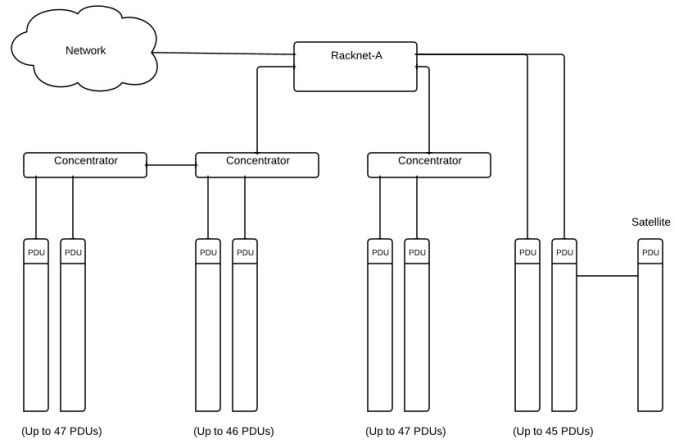 Network
Racknet-A
Concentrator
Concentrator
Concentrator
Satellite
PDU
PDU
PDU
PDU
PDU
PDU
PDU
PDU
PDU
(Up to 47 PDUs)
(Up to 46 PDUs)
(Up to 47 PDUs)
(Up to 45 PDUs)